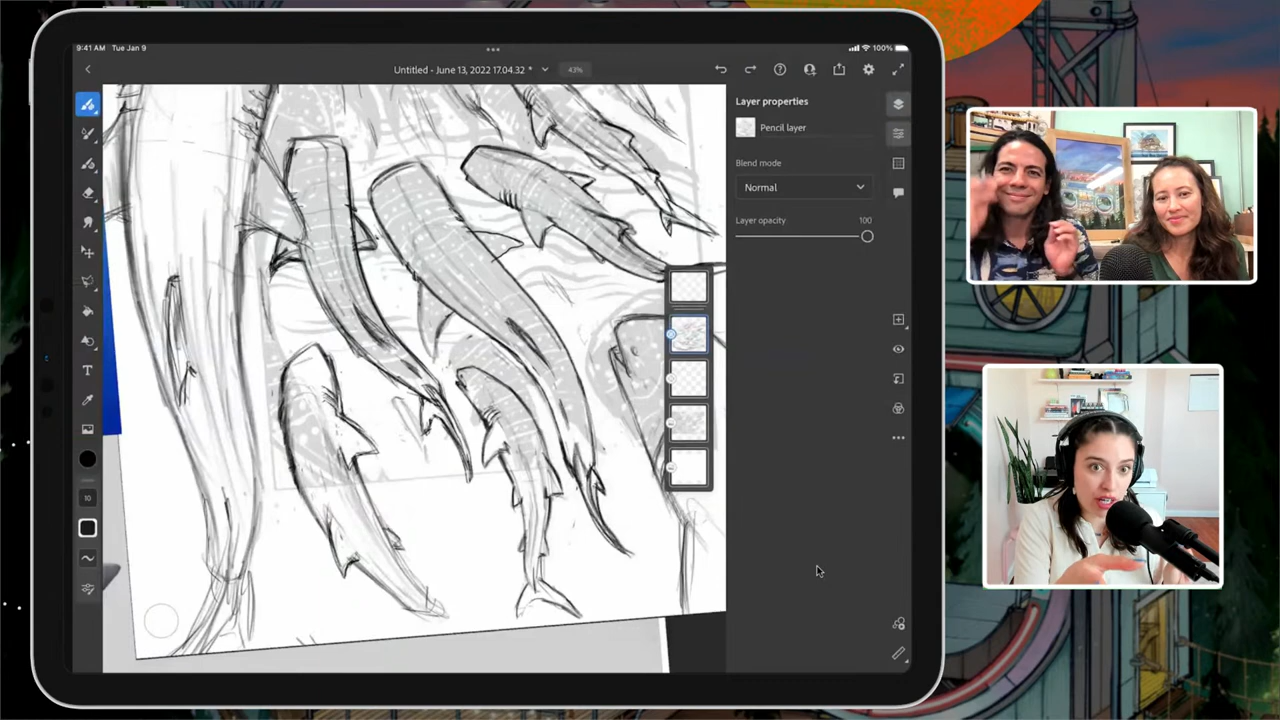 9:41 AM Tue Jan 9
100%
Untitled - June 13, 2022 17.04.32 *
43%
Layer properties
Pencil layer
Blend mode
Normal
Layer opacity 100
T
10